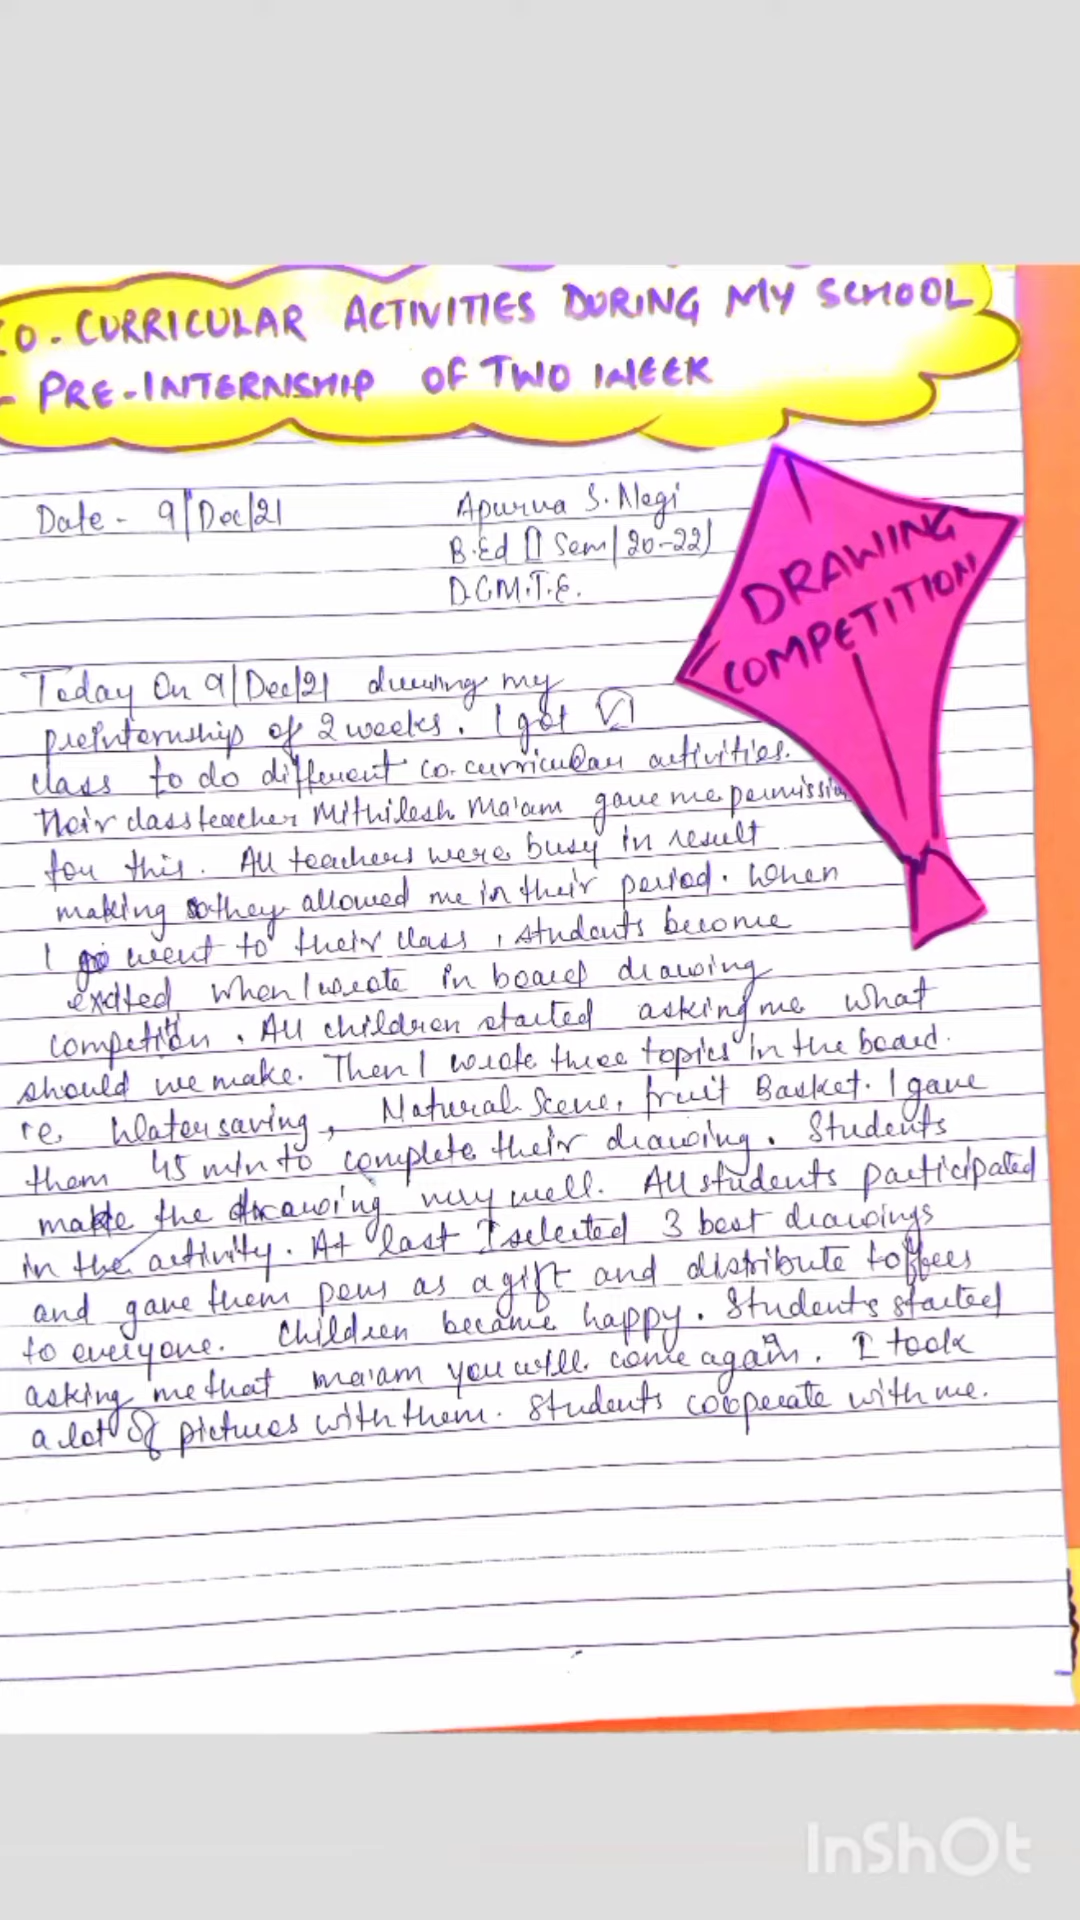 CO-CURRICULAR ACTIVITIES DURING MY SCHOOL
- PRE-INTERNSHIP OF TWO WEEK
Date - 9/Dec/21
Apurva S. Negi
B.Ed II Sem (20-22)
D.C.M.T.E.
DRAWING
COMPETITION
Today On 9/Dec/21 during my
preinternship of 2 weeks. I got VI
class to do different co-curricular activities.
Their class teacher Mithilesh Ma'am gave me permission
for this. All teachers were busy in result
making so they allowed me in their period. When
I went to their class, students become
excited when I wrote in board drawing
competition. All children started asking me what
should we make. Then I wrote three topics in the board.
re. Water saving, Natural Scene, fruit Basket. I gave
them 45 min to complete their drawing. Students
make the drawing very well. All students participated
in the activity. At last I selected 3 best drawings
and gave them pens as a gift and distribute toffees
to everyone. Children became happy. Students started
asking me that ma'am you will come again. I took
a lot of pictures with them. Students cooperate with me.
InShOt